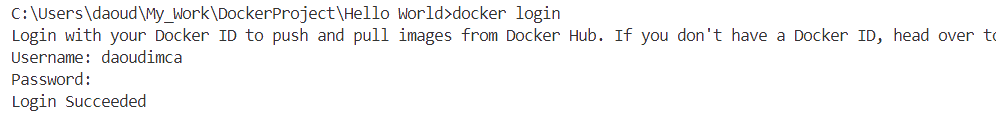 C:\Users\daoud\My_Work\DockerProject\Hello World>docker login
Login with your Docker ID to push and pull images from Docker Hub. If you don't have a Docker ID, head over to
Username: daoudimca
Password:
Login Succeeded